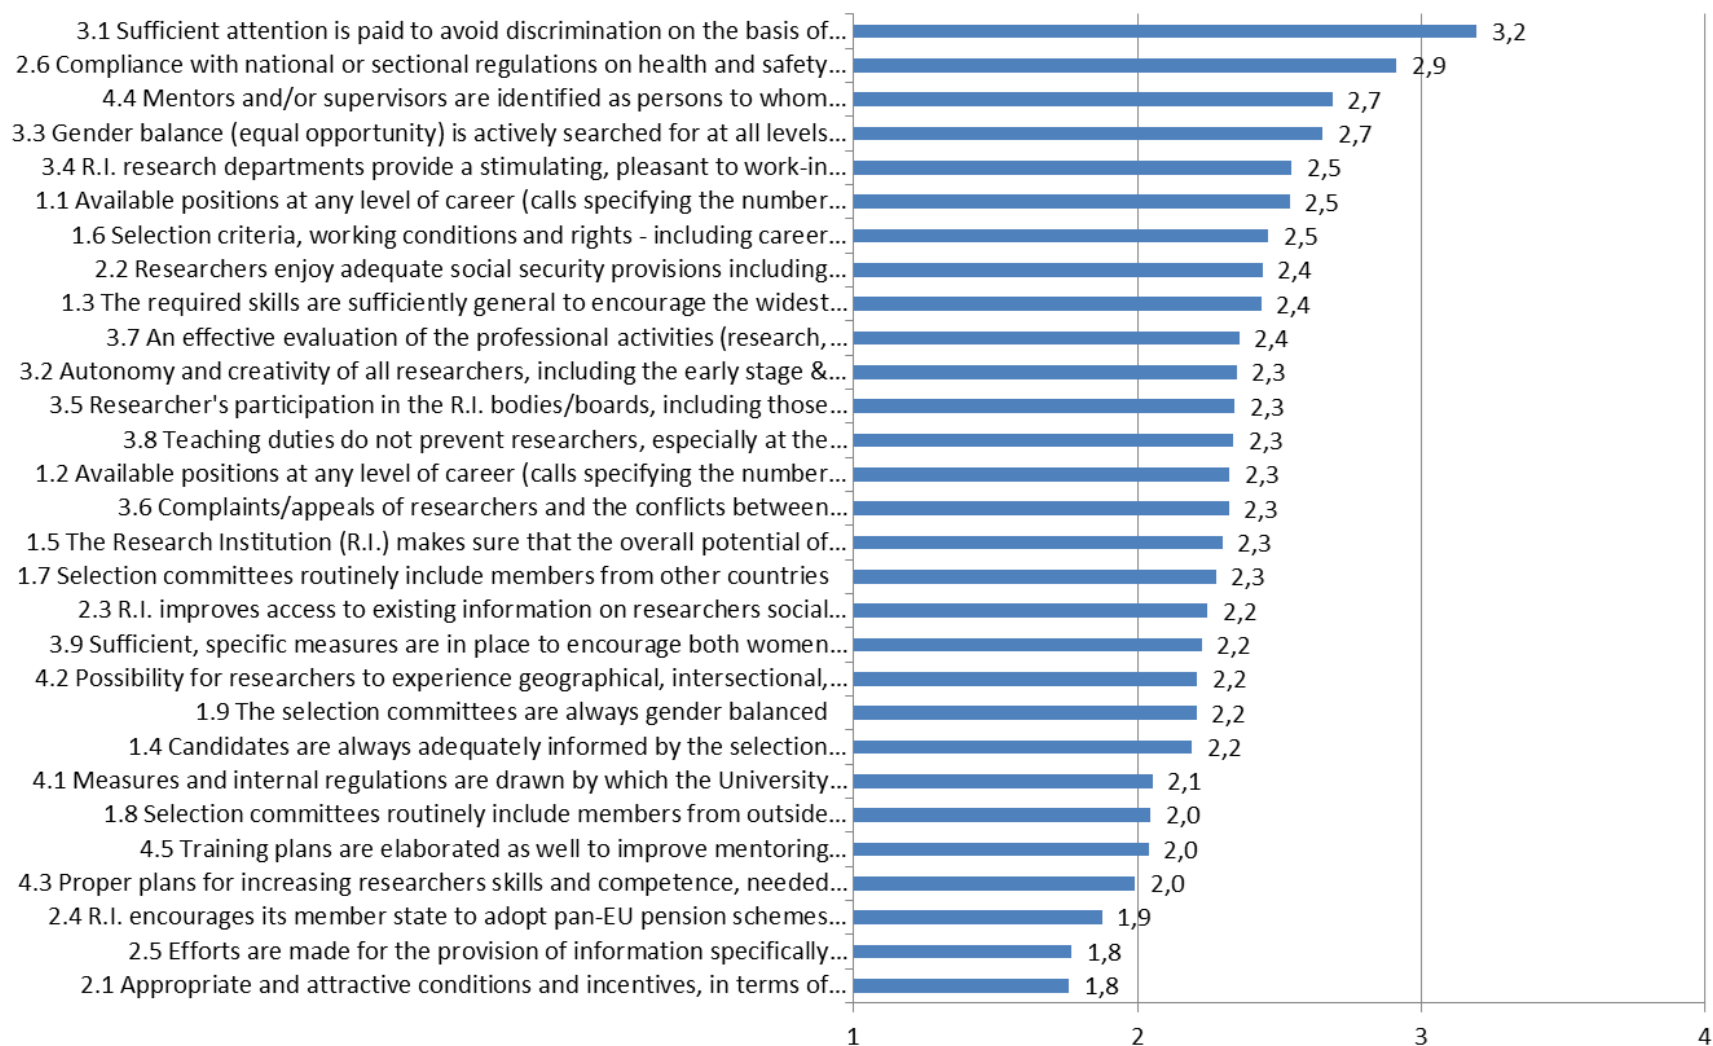 3.1 Sufficient attention is paid to avoid discrimination on the basis of... 3,2
2.6 Compliance with national or sectional regulations on health and safety... 2,9
4.4 Mentors and/or supervisors are identified as persons to whom... 2,7
3.3 Gender balance (equal opportunity) is actively searched for at all levels... 2,7
3.4 R.I. research departments provide a stimulating, pleasant to work-in... 2,5
1.1 Available positions at any level of career (calls specifying the number... 2,5
1.6 Selection criteria, working conditions and rights - including career... 2,5
2.2 Researchers enjoy adequate social security provisions including... 2,4
1.3 The required skills are sufficiently general to encourage the widest... 2,4
3.7 An effective evaluation of the professional activities (research, ... 2,4
3.2 Autonomy and creativity of all researchers, including the early stage &... 2,3
3.5 Researcher's participation in the R.I. bodies/boards, including those... 2,3
3.8 Teaching duties do not prevent researchers, especially at the... 2,3
1.2 Available positions at any level of career (calls specifying the number... 2,3
3.6 Complaints/appeals of researchers and the conflicts between... 2,3
1.5 The Research Institution (R.I.) makes sure that the overall potential of... 2,3
1.7 Selection committees routinely include members from other countries 2,3
2.3 R.I. improves access to existing information on researchers social... 2,2
3.9 Sufficient, specific measures are in place to encourage both women... 2,2
4.2 Possibility for researchers to experience geographical, intersectional,... 2,2
1.9 The selection committees are always gender balanced 2,2
1.4 Candidates are always adequately informed by the selection... 2,2
4.1 Measures and internal regulations are drawn by which the University... 2,1
1.8 Selection committees routinely include members from outside... 2,0
4.5 Training plans are elaborated as well to improve mentoring... 2,0
4.3 Proper plans for increasing researchers skills and competence, needed... 2,0
2.4 R.I. encourages its member state to adopt pan-EU pension schemes... 1,9
2.5 Efforts are made for the provision of information specifically... 1,8
2.1 Appropriate and attractive conditions and incentives, in terms of... 1,8
1 2 3 4